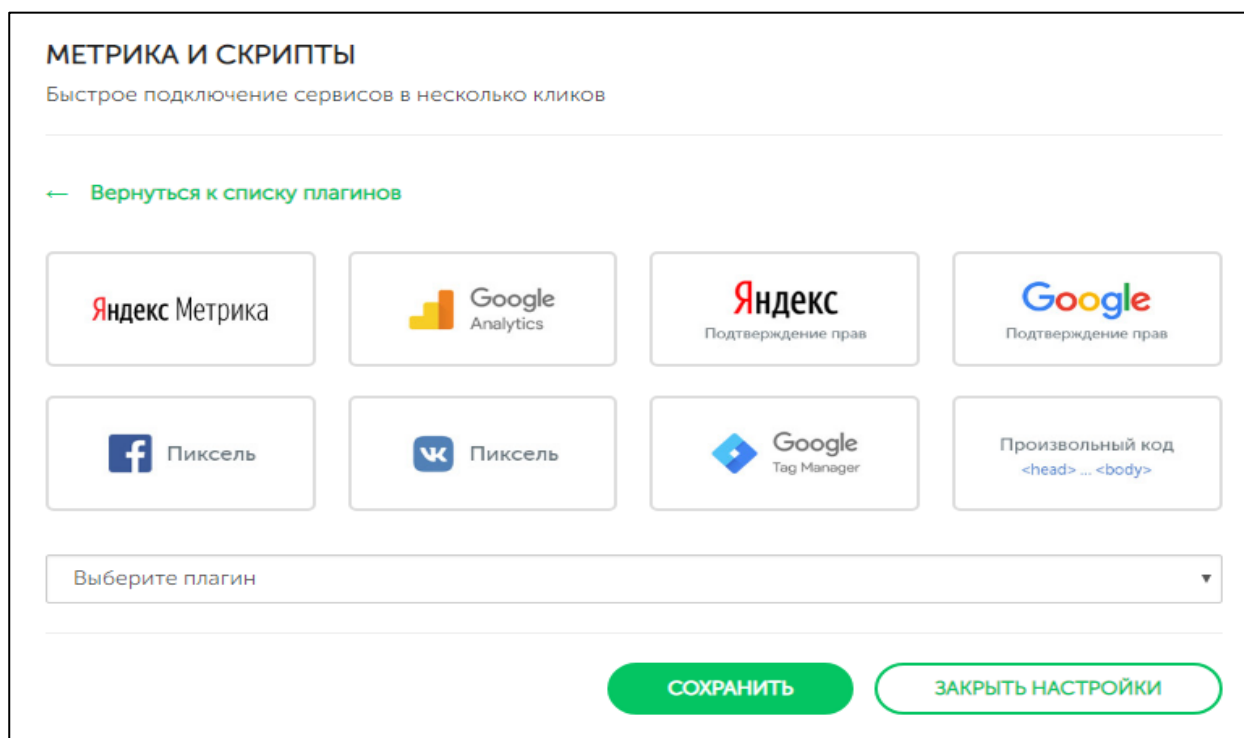 МЕТРИКА И СКРИПТЫ
Быстрое подключение сервисов в несколько кликов
← Вернуться к списку плагинов
Яндекс Метрика
Google
Analytics
Яндекс
Подтверждение прав
Google
Подтверждение прав
f Пиксель
VK Пиксель
Google
Tag Manager
Произвольный код
<head> ... <body>
Выберите плагин
СОХРАНИТЬ
ЗАКРЫТЬ НАСТРОЙКИ